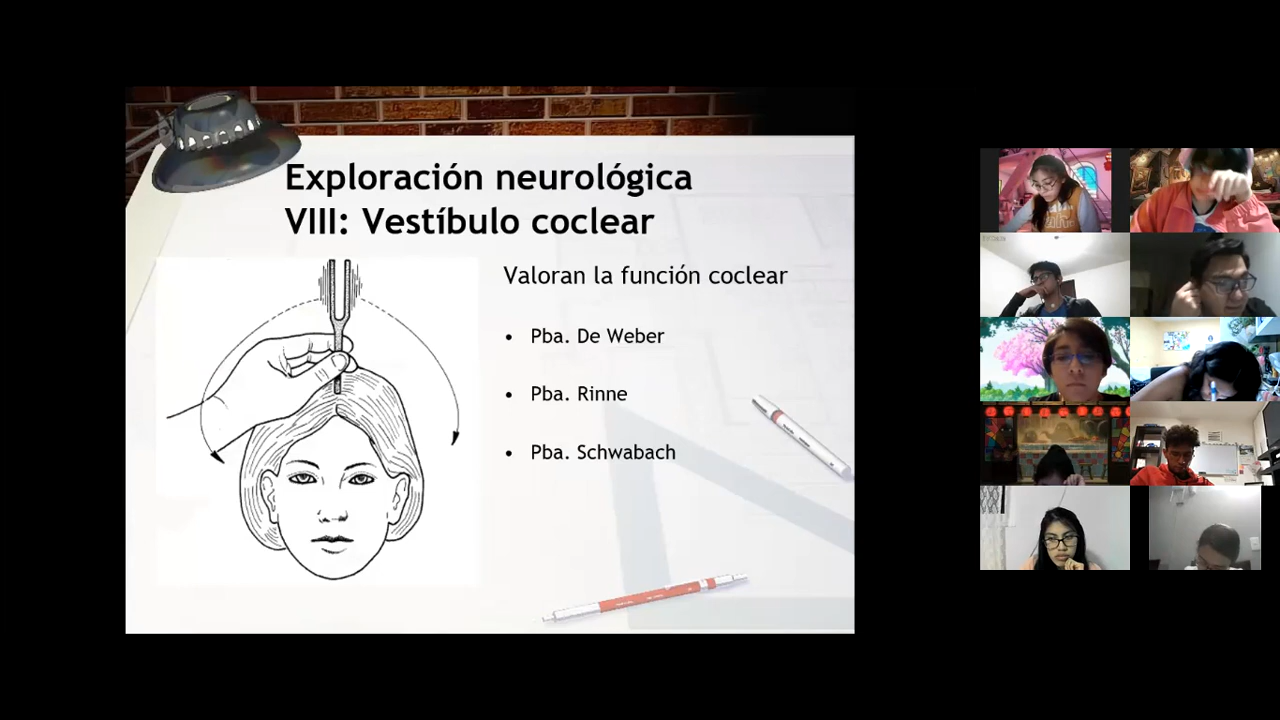 Exploración neurológica
VIII: Vestíbulo coclear
Valoran la función coclear
• Pba. De Weber
• Pba. Rinne
• Pba. Schwabach